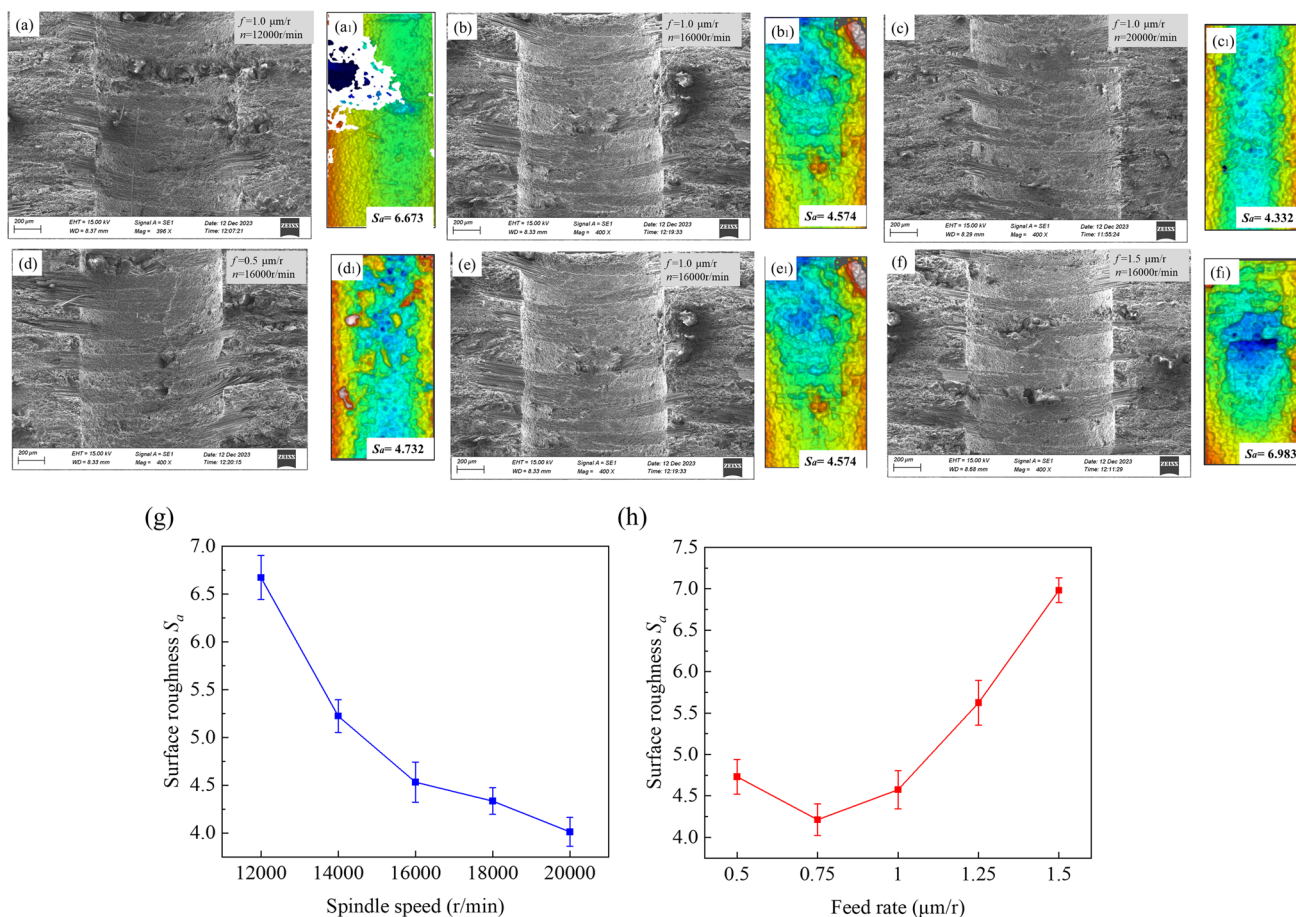 (a)
f=1.0 μm/r
n=12000r/min
200 μm
EHT = 15.00 kV Signal A = SE1 Date: 12 Dec 2023
WD = 8.37 mm Mag = 396 X Time: 12:07:21
ZEISS
(a1)
Sa= 6.673
(b)
f=1.0 μm/r
n=16000r/min
200 μm
EHT = 15.00 kV Signal A = SE1 Date: 12 Dec 2023
WD = 8.33 mm Mag = 400 X Time: 12:19:33
ZEISS
(b1)
Sa= 4.574
(c)
f=1.0 μm/r
n=20000r/min
200 μm
EHT = 15.00 kV Signal A = SE1 Date: 12 Dec 2023
WD = 8.29 mm Mag = 400 X Time: 11:55:24
ZEISS
(c1)
Sa= 4.332
(d)
f=0.5 μm/r
n=16000r/min
200 μm
EHT = 15.00 kV Signal A = SE1 Date: 12 Dec 2023
WD = 8.33 mm Mag = 400 X Time: 12:20:15
ZEISS
(d1)
Sa= 4.732
(e)
f=1.0 μm/r
n=16000r/min
200 μm
EHT = 15.00 kV Signal A = SE1 Date: 12 Dec 2023
WD = 8.33 mm Mag = 400 X Time: 12:19:33
ZEISS
(e1)
Sa= 4.574
(f)
f=1.5 μm/r
n=16000r/min
200 μm
EHT = 15.00 kV Signal A = SE1 Date: 12 Dec 2023
WD = 8.68 mm Mag = 400 X Time: 12:11:29
ZEISS
(f1)
Sa= 6.983
(g)
Surface roughness Sa
7.0
6.5
6.0
5.5
5.0
4.5
4.0
12000 14000 16000 18000 20000
Spindle speed (r/min)
(h)
Surface roughness Sa
7.5
7.0
6.5
6.0
5.5
5.0
4.5
4.0
0.5 0.75 1 1.25 1.5
Feed rate (μm/r)